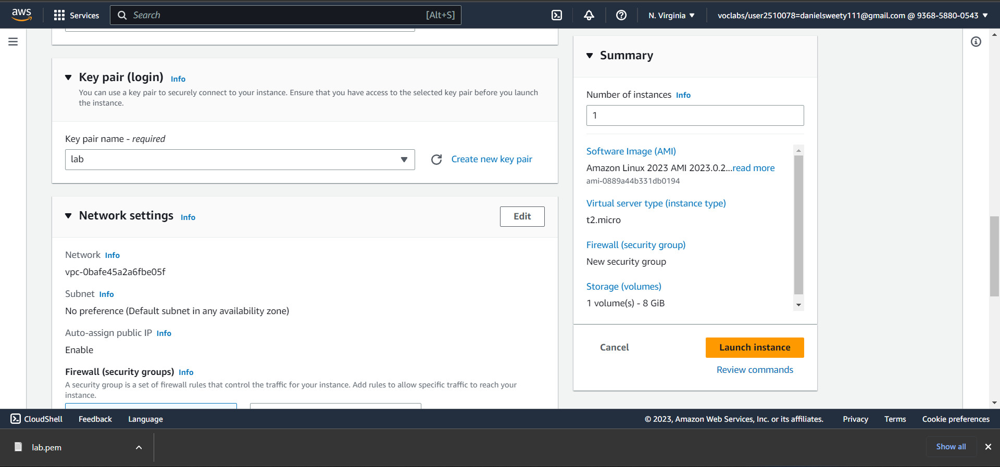 aws
Services
Search
[Alt+S]
N. Virginia
voclabs/user2510078=danielsweety111@gmail.com @ 9368-5880-0543
Key pair (login) Info
You can use a key pair to securely connect to your instance. Ensure that you have access to the selected key pair before you launch
the instance.
Key pair name - required
lab
Create new key pair
Network settings Info
Edit
Network Info
vpc-0bafe45a2a6fbe05f
Subnet Info
No preference (Default subnet in any availability zone)
Auto-assign public IP Info
Enable
Firewall (security groups) Info
A security group is a set of firewall rules that control the traffic for your instance. Add rules to allow specific traffic to reach your
instance.
Summary
Number of instances Info
1
Software Image (AMI)
Amazon Linux 2023 AMI 2023.0.2...read more
ami-0889a44b331db0194
Virtual server type (instance type)
t2.micro
Firewall (security group)
New security group
Storage (volumes)
1 volume(s) - 8 GiB
Cancel
Launch instance
Review commands
CloudShell
Feedback
Language
© 2023, Amazon Web Services, Inc. or its affiliates.
Privacy
Terms
Cookie preferences
lab.pem
Show all